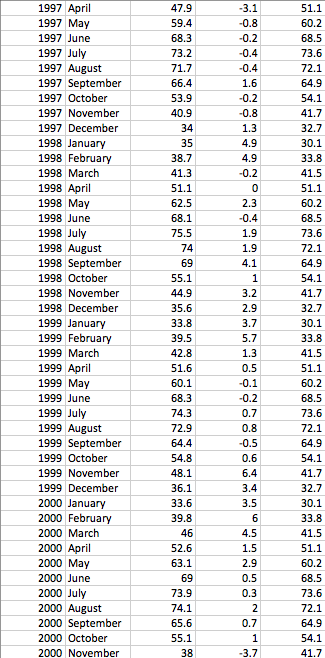 1997 April 47.9 -3.1 51.1
1997 May 59.4 -0.8 60.2
1997 June 68.3 -0.2 68.5
1997 July 73.2 -0.4 73.6
1997 August 71.7 -0.4 72.1
1997 September 66.4 1.6 64.9
1997 October 53.9 -0.2 54.1
1997 November 40.9 -0.8 41.7
1997 December 34 1.3 32.7
1998 January 35 4.9 30.1
1998 February 38.7 4.9 33.8
1998 March 41.3 -0.2 41.5
1998 April 51.1 0 51.1
1998 May 62.5 2.3 60.2
1998 June 68.1 -0.4 68.5
1998 July 75.5 1.9 73.6
1998 August 74 1.9 72.1
1998 September 69 4.1 64.9
1998 October 55.1 1 54.1
1998 November 44.9 3.2 41.7
1998 December 35.6 2.9 32.7
1999 January 33.8 3.7 30.1
1999 February 39.5 5.7 33.8
1999 March 42.8 1.3 41.5
1999 April 51.6 0.5 51.1
1999 May 60.1 -0.1 60.2
1999 June 68.3 -0.2 68.5
1999 July 74.3 0.7 73.6
1999 August 72.9 0.8 72.1
1999 September 64.4 -0.5 64.9
1999 October 54.8 0.6 54.1
1999 November 48.1 6.4 41.7
1999 December 36.1 3.4 32.7
2000 January 33.6 3.5 30.1
2000 February 39.8 6 33.8
2000 March 46 4.5 41.5
2000 April 52.6 1.5 51.1
2000 May 63.1 2.9 60.2
2000 June 69 0.5 68.5
2000 July 73.9 0.3 73.6
2000 August 74.1 2 72.1
2000 September 65.6 0.7 64.9
2000 October 55.1 1 54.1
2000 November 38 -3.7 41.7